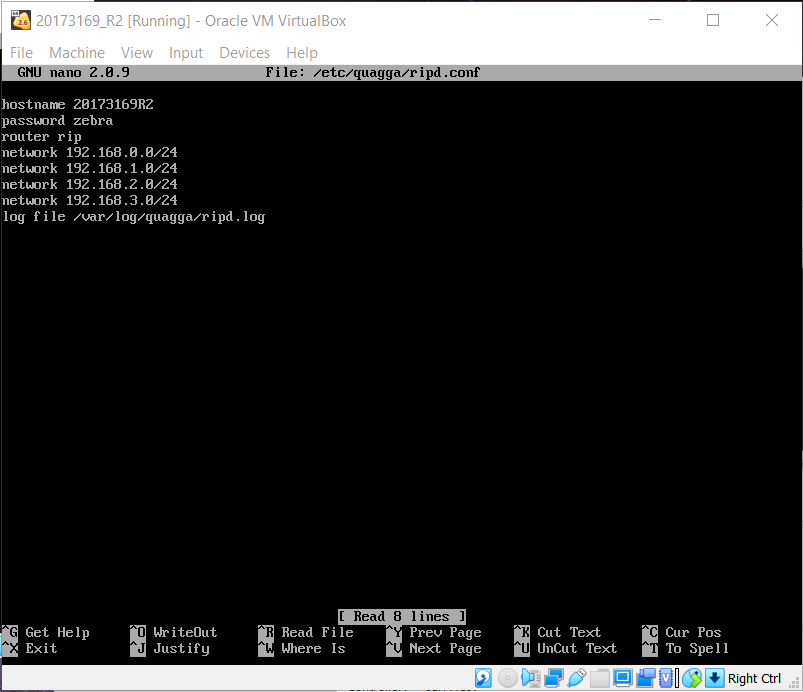 20173169_R2 [Running] - Oracle VM VirtualBox
File Machine View Input Devices Help
GNU nano 2.0.9 File: /etc/quagga/ripd.conf
hostname 20173169R2
password zebra
router rip
network 192.168.0.0/24
network 192.168.1.0/24
network 192.168.2.0/24
network 192.168.3.0/24
log file /var/log/quagga/ripd.log
[ Read 8 lines ]
^G Get Help ^O WriteOut ^R Read File ^Y Prev Page ^K Cut Text ^C Cur Pos
^X Exit ^J Justify ^W Where Is ^V Next Page ^U UnCut Text ^T To Spell
Right Ctrl